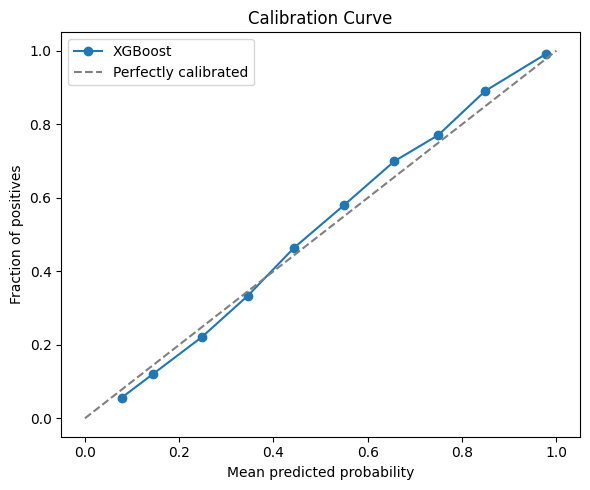 Calibration Curve
XGBoost
Perfectly calibrated
Fraction of positives
1.0
0.8
0.6
0.4
0.2
0.0
0.0 0.2 0.4 0.6 0.8 1.0
Mean predicted probability